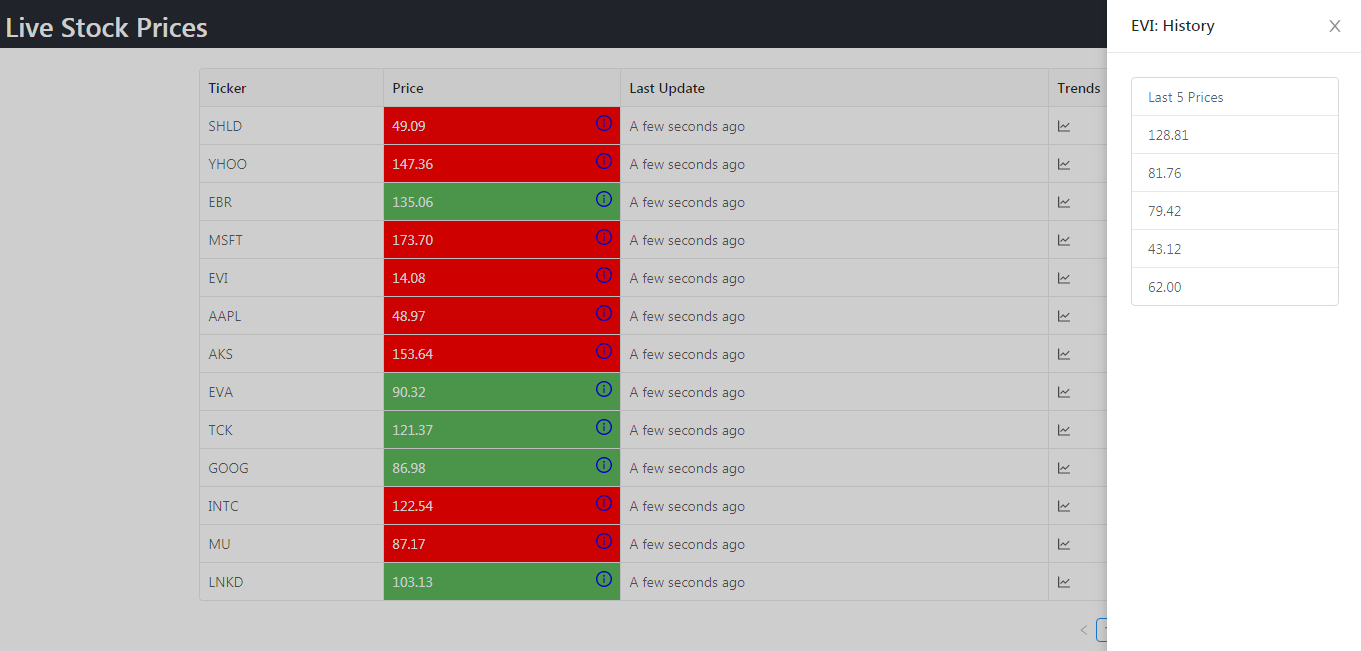 Live Stock Prices
Ticker Price Last Update Trends
SHLD 49.09 A few seconds ago
YHOO 147.36 A few seconds ago
EBR 135.06 A few seconds ago
MSFT 173.70 A few seconds ago
EVI 14.08 A few seconds ago
AAPL 48.97 A few seconds ago
AKS 153.64 A few seconds ago
EVA 90.32 A few seconds ago
TCK 121.37 A few seconds ago
GOOG 86.98 A few seconds ago
INTC 122.54 A few seconds ago
MU 87.17 A few seconds ago
LNKD 103.13 A few seconds ago
EVI: History
Last 5 Prices
128.81
81.76
79.42
43.12
62.00